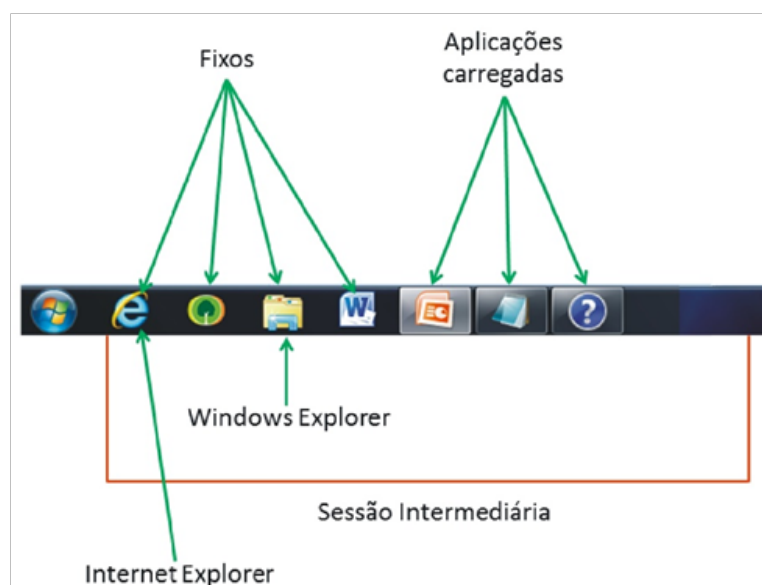 Fixos
Aplicações
carregadas
W
?
Windows Explorer
Sessão Intermediária
Internet Explorer